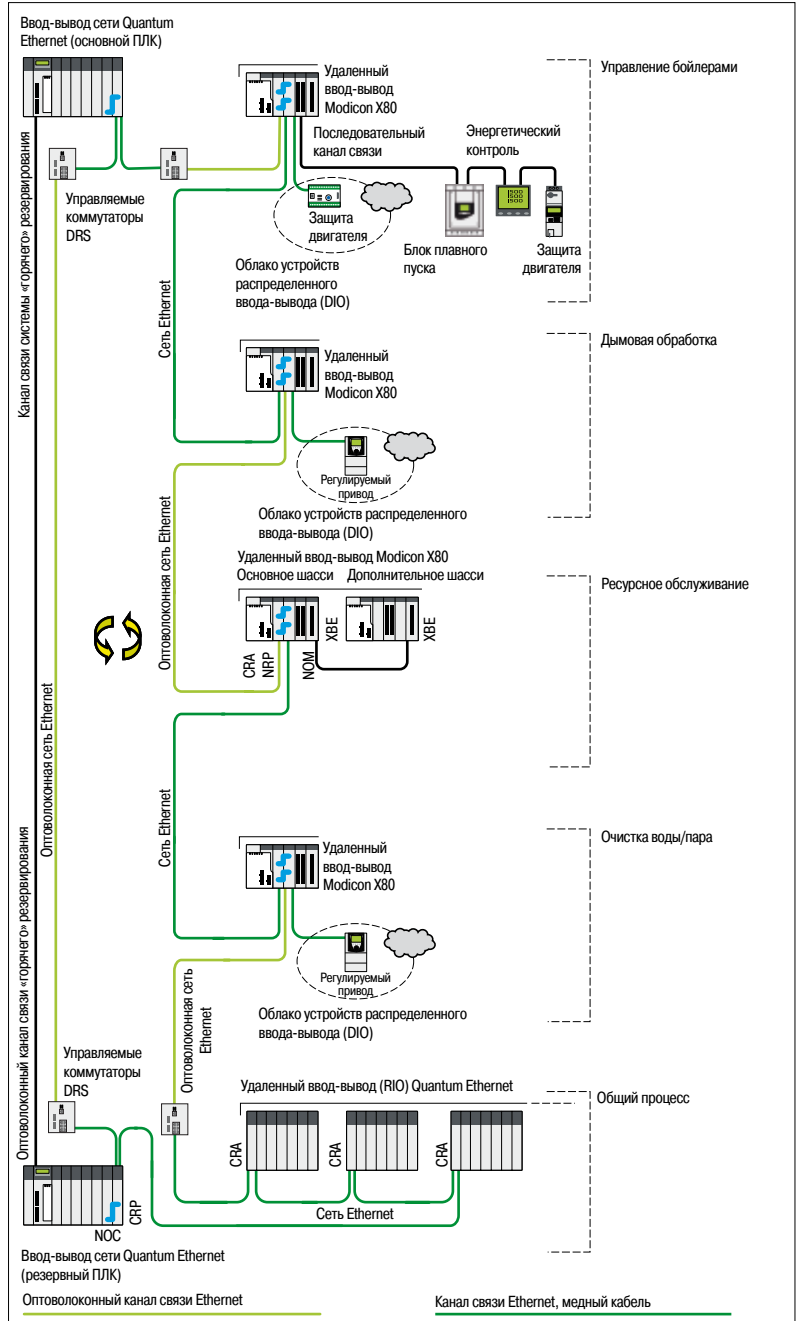 Ввод-вывод сети Quantum
Ethernet (основной ПЛК)
Удаленный
ввод-вывод
Modicon X80
Управление бойлерами
Последовательный
канал связи
Энергетический
контроль
Управляемые
коммутаторы
DRS
Защита
двигателя
Блок плавного
пуска
Защита
двигателя
Облако устройств
распределенного
ввода-вывода (DIO)
Канал связи системы «горячего» резервирования
Сеть Ethernet
Удаленный
ввод-вывод
Modicon X80
Дымовая обработка
Регулируемый
привод
Облако устройств распределенного
ввода-вывода (DIO)
Оптоволоконная сеть Ethernet
Удаленный ввод-вывод Modicon X80
Основное шасси
Дополнительное шасси
Ресурсное обслуживание
CRA
NRP
NOM
XBE
XBE
Оптоволоконная сеть Ethernet
Сеть Ethernet
Удаленный
ввод-вывод
Modicon X80
Очистка воды/пара
Регулируемый
привод
Облако устройств распределенного
ввода-вывода (DIO)
Оптоволоконный канал связи «горячего» резервирования
Оптоволоконная сеть
Ethernet
Управляемые
коммутаторы
DRS
Удаленный ввод-вывод (RIO) Quantum Ethernet
Общий процесс
CRA
CRA
CRA
Сеть Ethernet
CRP
NOC
Ввод-вывод сети Quantum Ethernet
(резервный ПЛК)
Оптоволоконный канал связи Ethernet
Канал связи Ethernet, медный кабель